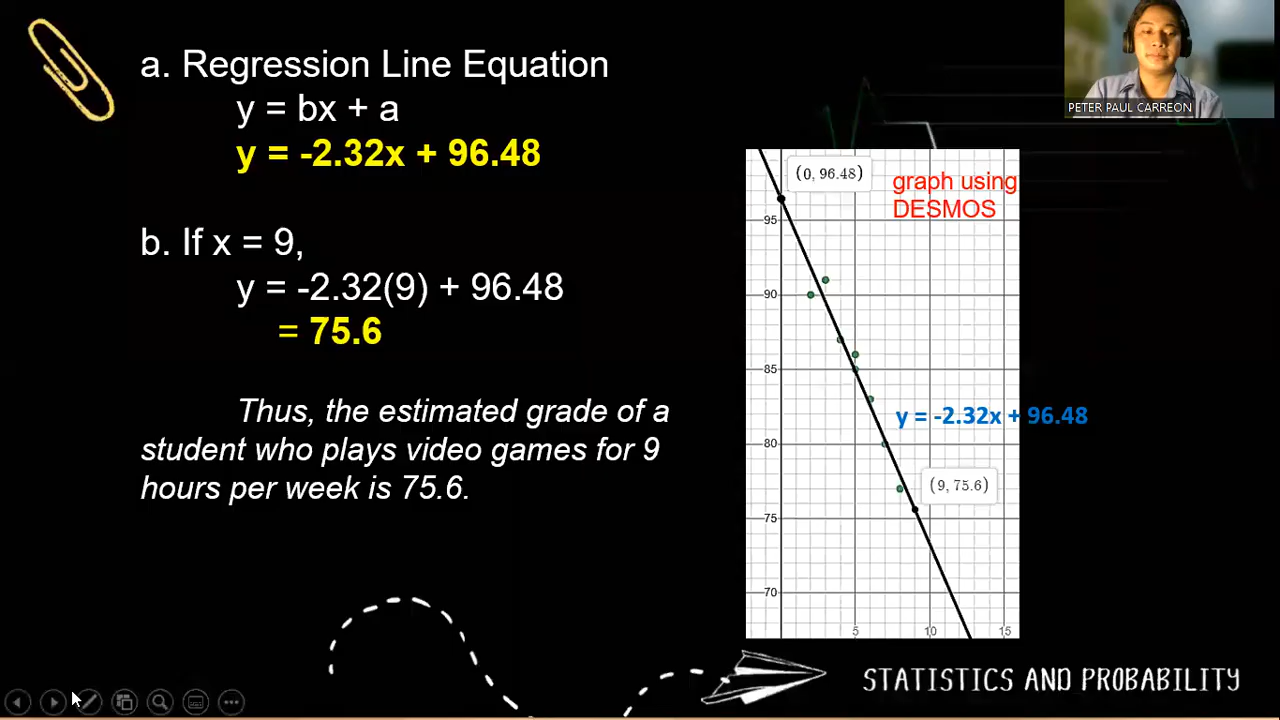 a. Regression Line Equation
y = bx + a
y = -2.32x + 96.48
b. If x = 9,
y = -2.32(9) + 96.48
= 75.6
Thus, the estimated grade of a
student who plays video games for 9
hours per week is 75.6.
PETER PAUL CARREON
(0, 96.48)
graph using
DESMOS
95
90
85
80
75
70
5
10
15
y = -2.32x + 96.48
(9, 75.6)
STATISTICS AND PROBABILITY